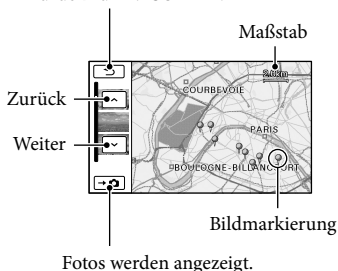 Maßstab
2.0km
COURBEVOIE
Zurück
PARIS
Weiter
BOULOGNE-BILLANCOURT
Bildmarkierung
Fotos werden angezeigt.